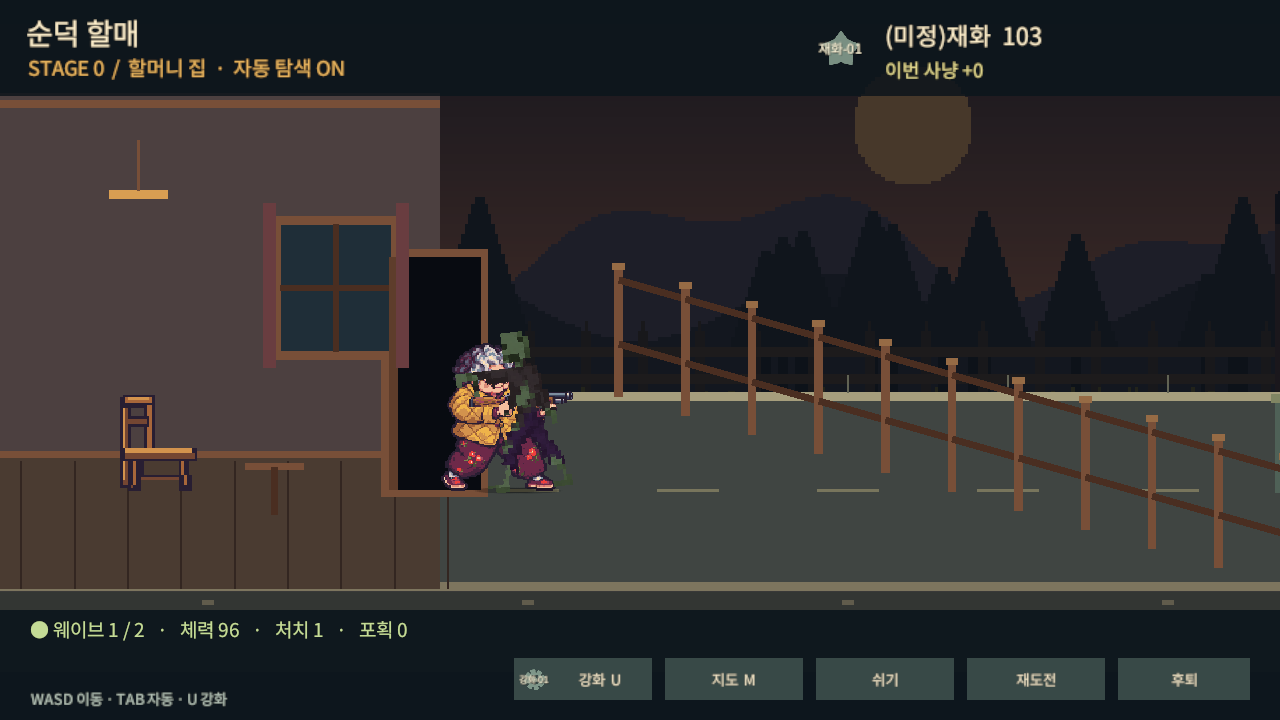 순덕 할매
STAGE 0 / 할머니 집 · 자동 탐색 ON
재화-01
(미정)재화 103
이번 사냥 +0
웨이브 1 / 2 · 체력 96 · 처치 1 · 포획 0
WASD 이동 · TAB 자동 · U 강화
강화-01
강화 U
지도 M
쉬기
재도전
후퇴